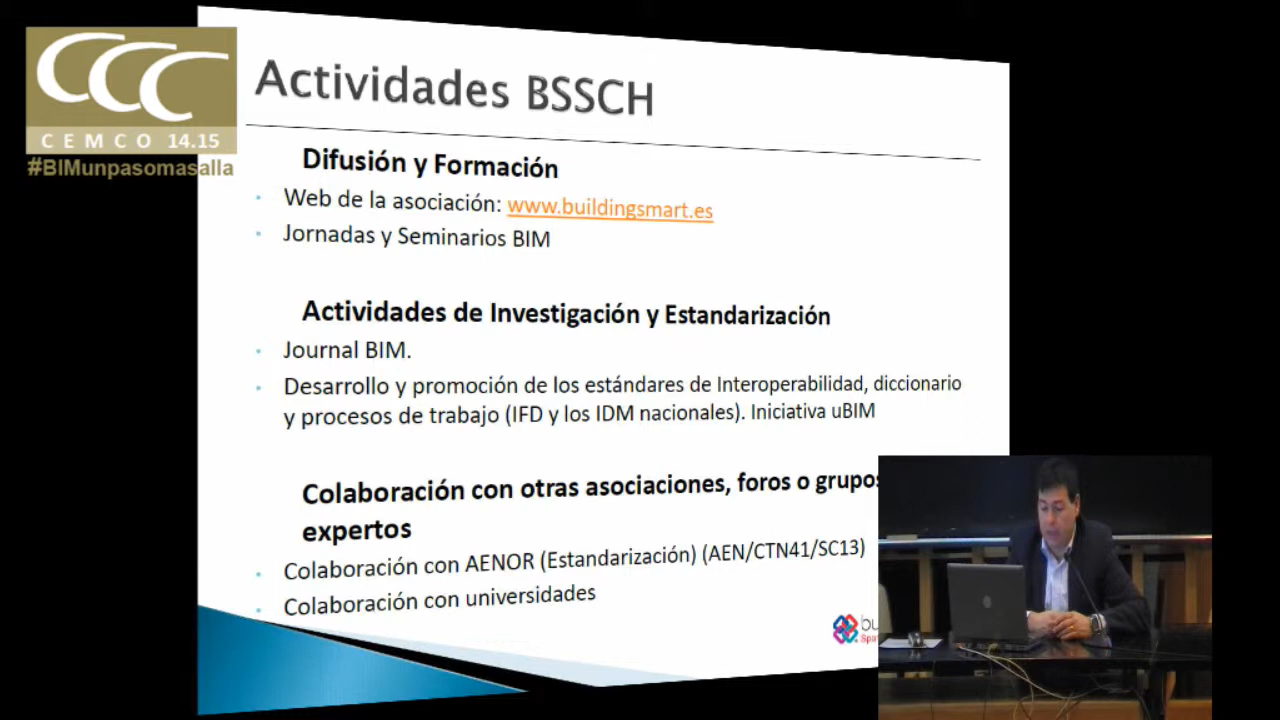 CCC
CEMCO 14.15
#BIMunpasomasalla
Actividades BSSCH
Difusión y Formación
Web de la asociación: www.buildingsmart.es
Jornadas y Seminarios BIM
Actividades de Investigación y Estandarización
Journal BIM.
Desarrollo y promoción de los estándares de Interoperabilidad, diccionario
y procesos de trabajo (IFD y los IDM nacionales). Iniciativa uBIM
Colaboración con otras asociaciones, foros o grupos
expertos
Colaboración con AENOR (Estandarización) (AEN/CTN41/SC13)
Colaboración con universidades